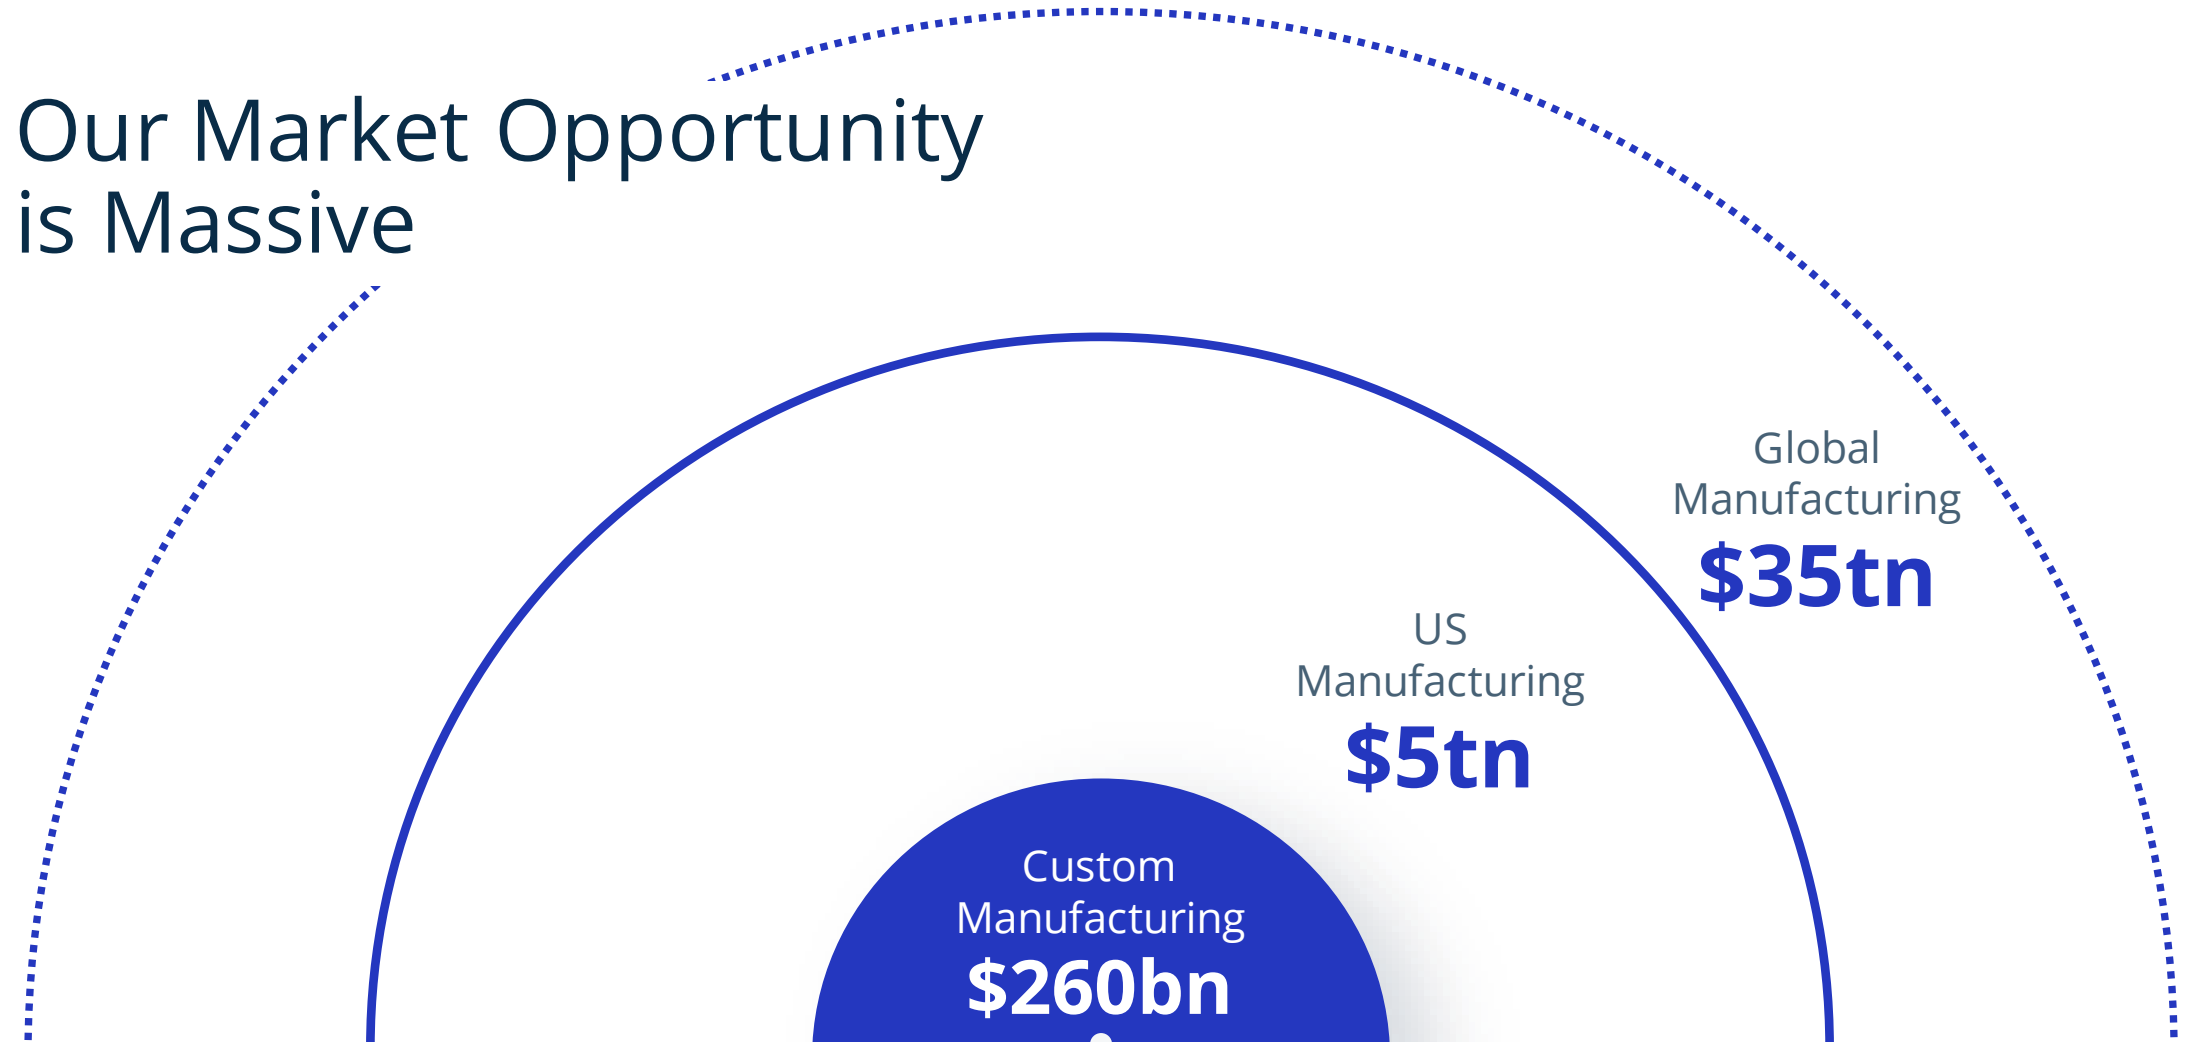 Our Market Opportunity
is Massive
Global
Manufacturing
$35tn
US
Manufacturing
$5tn
Custom
Manufacturing
$260bn